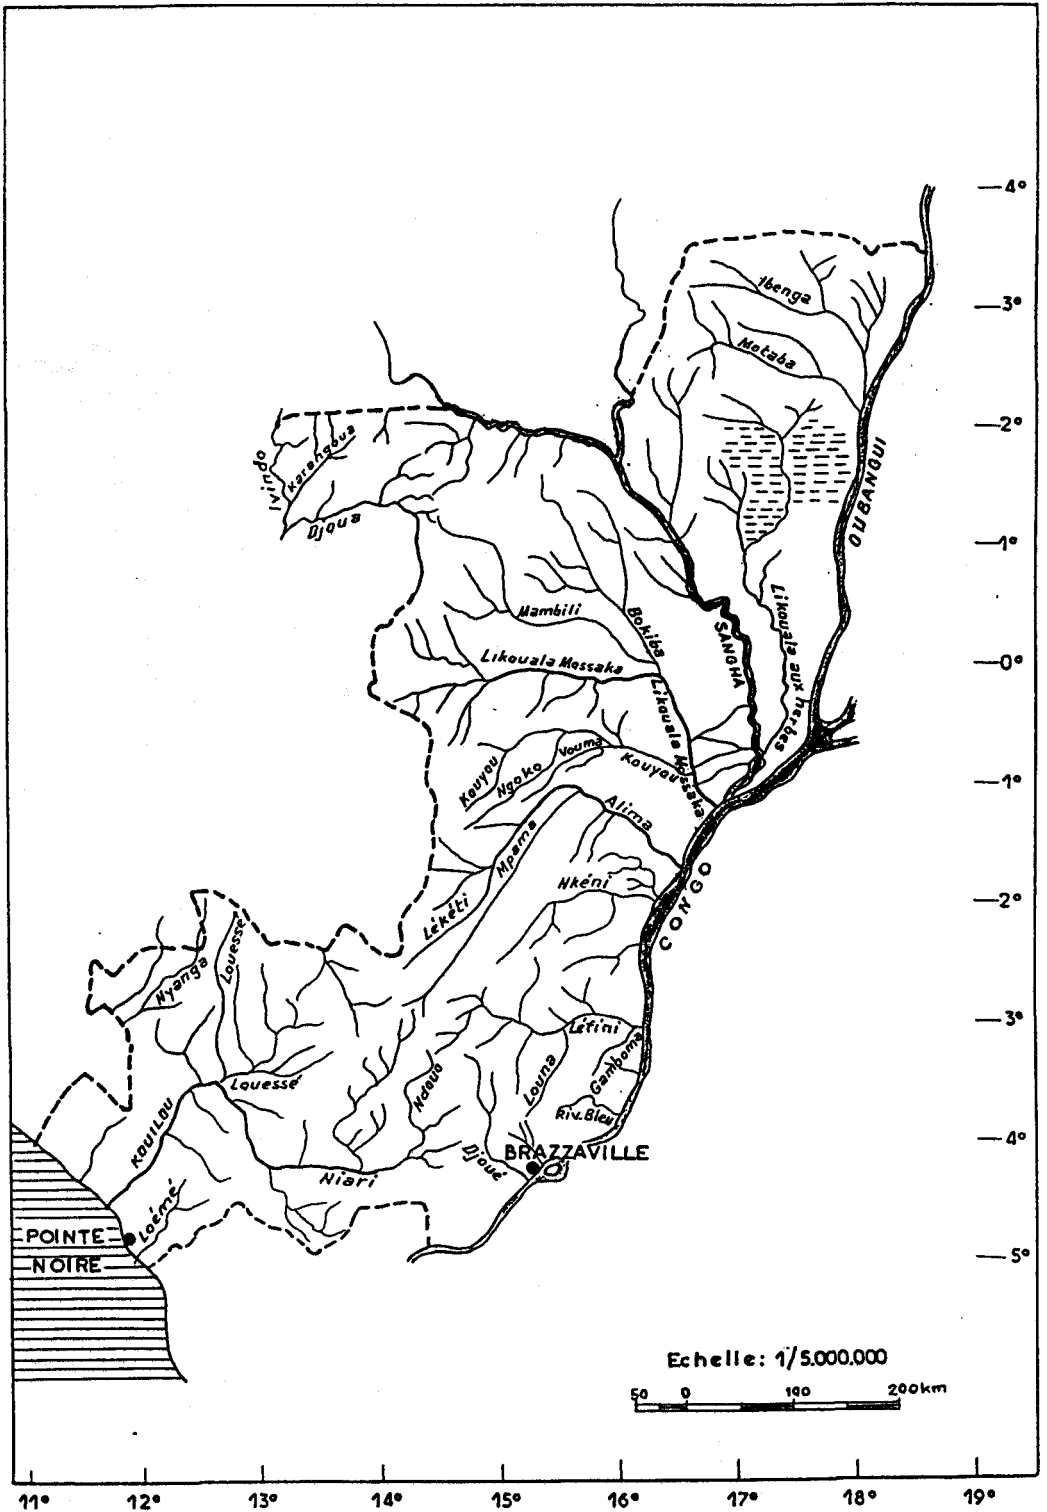 4°
3°
2°
1°
0°
1°
2°
3°
4°
5°
Ibenga
Motaba
OUBANGUI
Ivindo
Karangoua
Djoua
Likouala aux herbes
SANGHA
Mambili
Bokiba
Likouala Mossaka
Likouala Mossaka
Kouyou
Ngoko
Vouma
Kouyou
Alima
Mpama
Lékéti
Nkéni
CONGO
Nyanga
Louessé
Louessé
Léfini
Gamboma
Louna
Riv. Bleu
Djoué
BRAZZAVILLE
KOUILOU
Niari
Loémé
POINTE
NOIRE
Echelle: 1/5.000.000
50 0 100 200km
11° 12° 13° 14° 15° 16° 17° 18° 19°